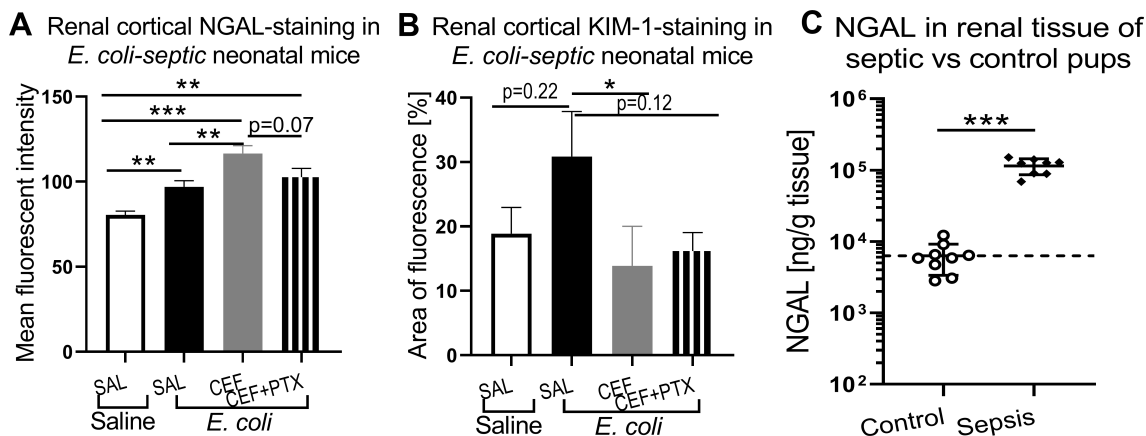 A
Renal cortical NGAL-staining in
E. coli-septic neonatal mice
Mean fluorescent intensity
150
100
50
0
**
***
p=0.07
**
**
SAL
SAL
CEE
CEF+PTX
Saline
E. coli
B
Renal cortical KIM-1-staining in
E. coli-septic neonatal mice
Area of fluorescence [%]
40
30
20
10
0
p=0.22
*
p=0.12
SAL
SAL
CEE
CEF+PTX
Saline
E. coli
C
NGAL in renal tissue of
septic vs control pups
NGAL [ng/g tissue]
10⁶
10⁵
10⁴
10³
10²
***
Control
Sepsis